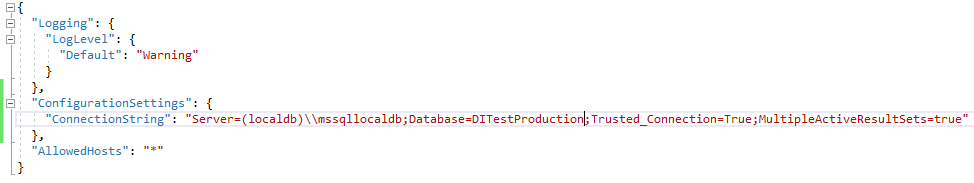 {
"Logging": {
"LogLevel": {
"Default": "Warning"
}
},
"ConfigurationSettings": {
"ConnectionString": "Server=(localdb)\\mssqllocaldb;Database=DITestProduction;Trusted_Connection=True;MultipleActiveResultSets=true"
},
"AllowedHosts": "*"
}